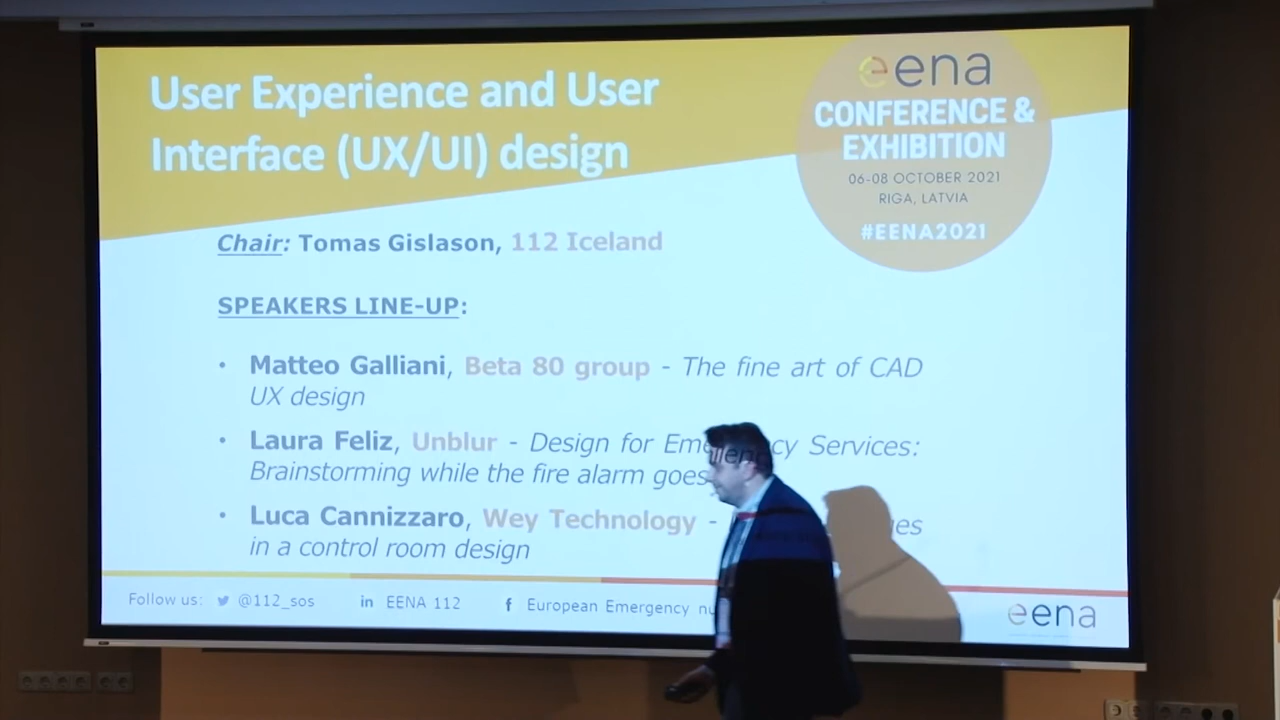 User Experience and User
Interface (UX/UI) design
eena
CONFERENCE &
EXHIBITION
06-08 OCTOBER 2021
RIGA, LATVIA
#EENA2021
Chair: Tomas Gislason, 112 Iceland
SPEAKERS LINE-UP:
• Matteo Galliani, Beta 80 group - The fine art of CAD
UX design
• Laura Feliz, Unblur - Design for Emergency Services:
Brainstorming while the fire alarm goes
• Luca Cannizzaro, Wey Technology -
in a control room design
Follow us: @112_sos in EENA 112 f European Emergency
eena